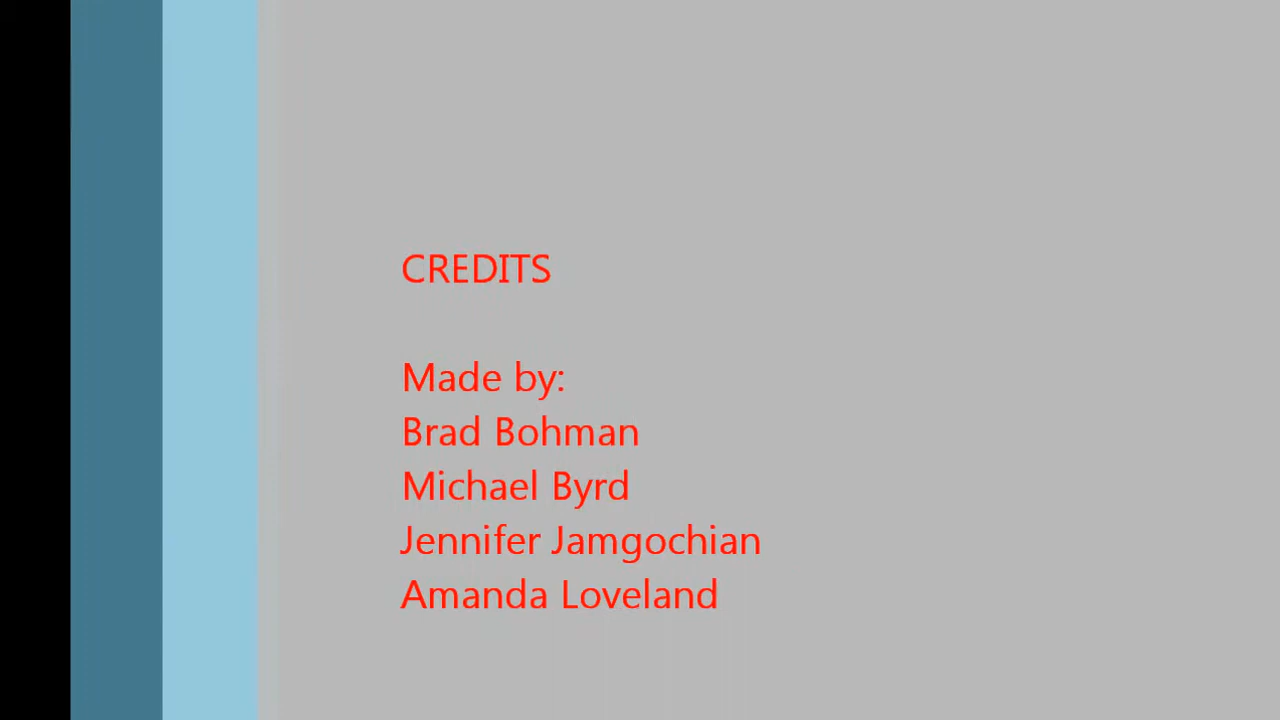 CREDITS
Made by:
Brad Bohman
Michael Byrd
Jennifer Jamgochian
Amanda Loveland